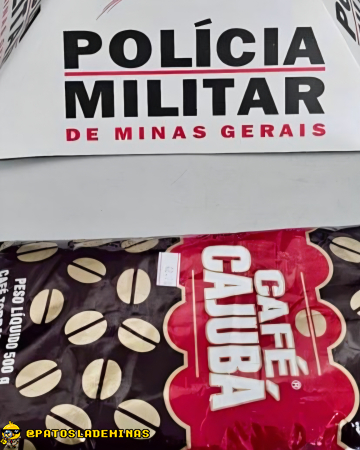 POLÍCIA
MILITAR
DE MINAS GERAIS
CAFÉ
CAJUBÁ
®
PESO LÍQUIDO 500 g
@PATOSLADEMINAS